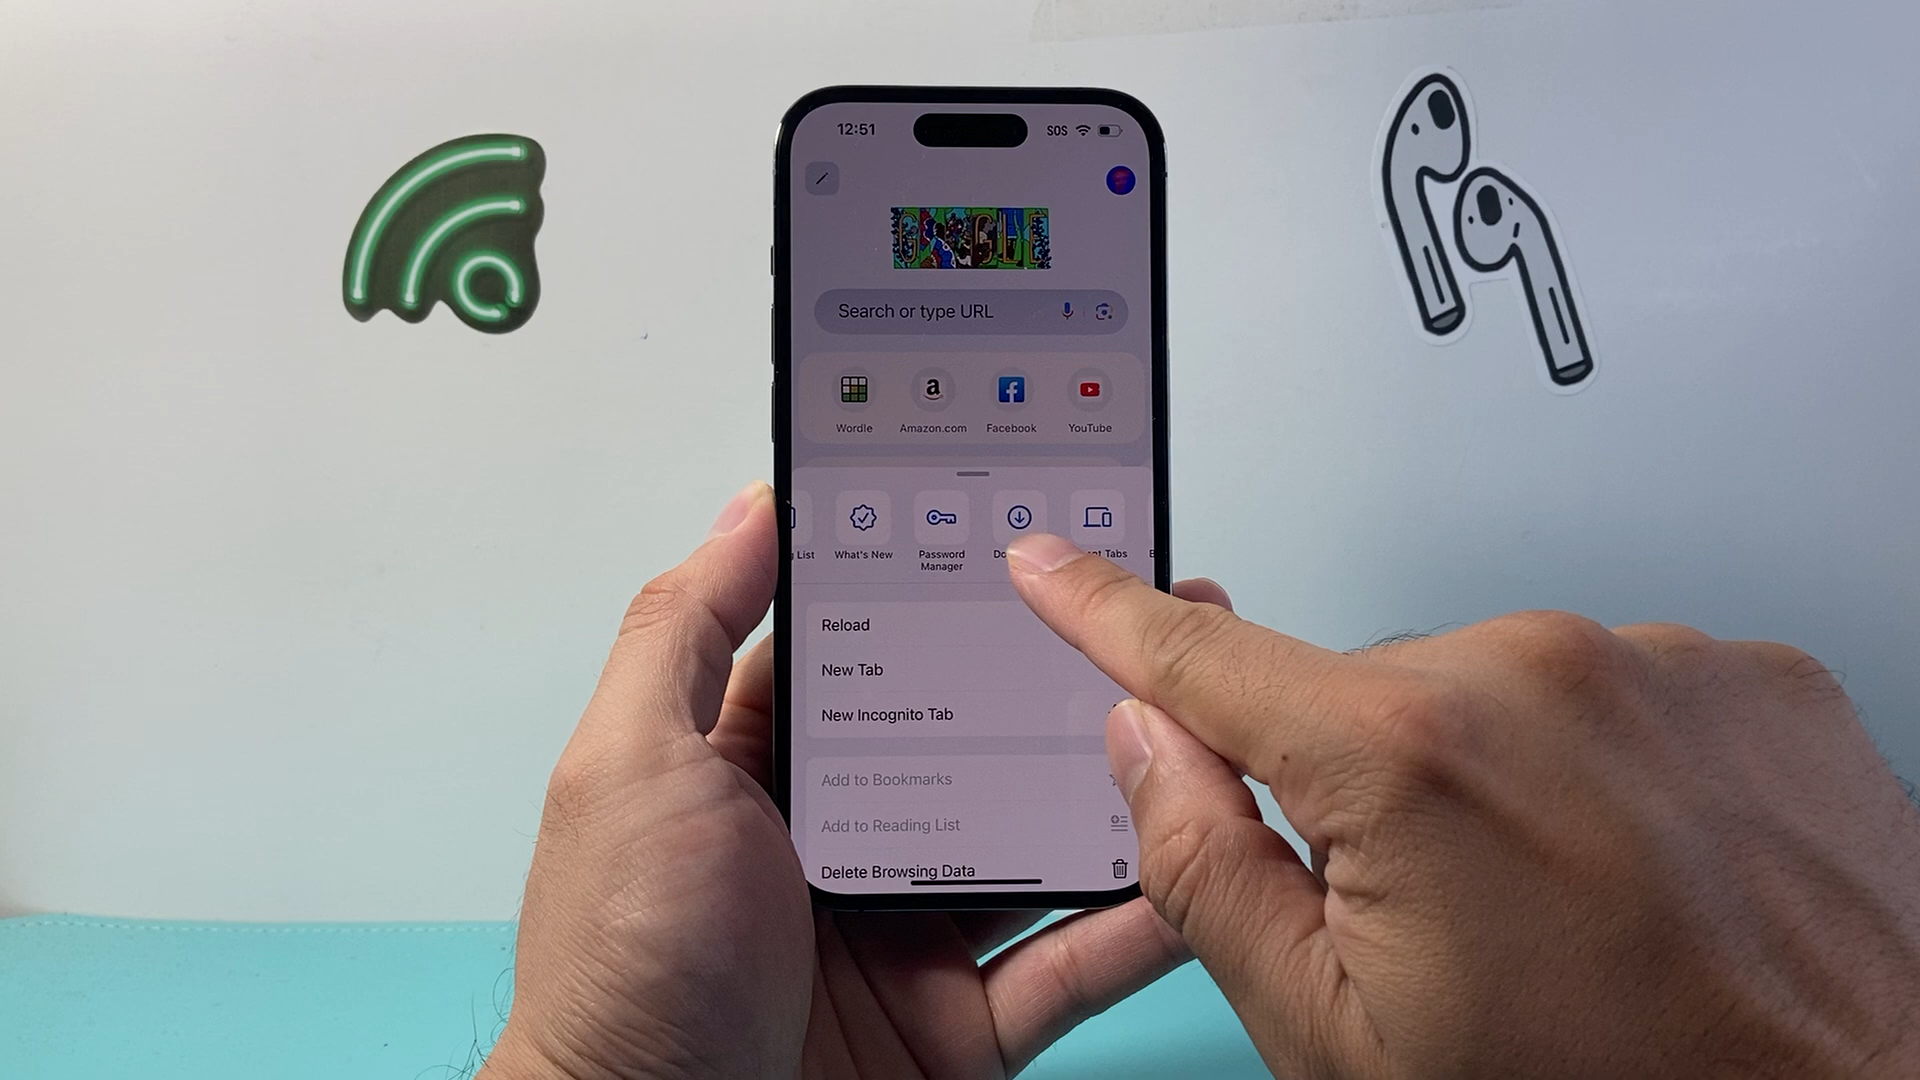 12:51
SOS
GOOGLE
Search or type URL
Wordle
Amazon.com
Facebook
YouTube
List
What's New
Password
Manager
Tabs
Reload
New Tab
New Incognito Tab
Add to Bookmarks
Add to Reading List
Delete Browsing Data